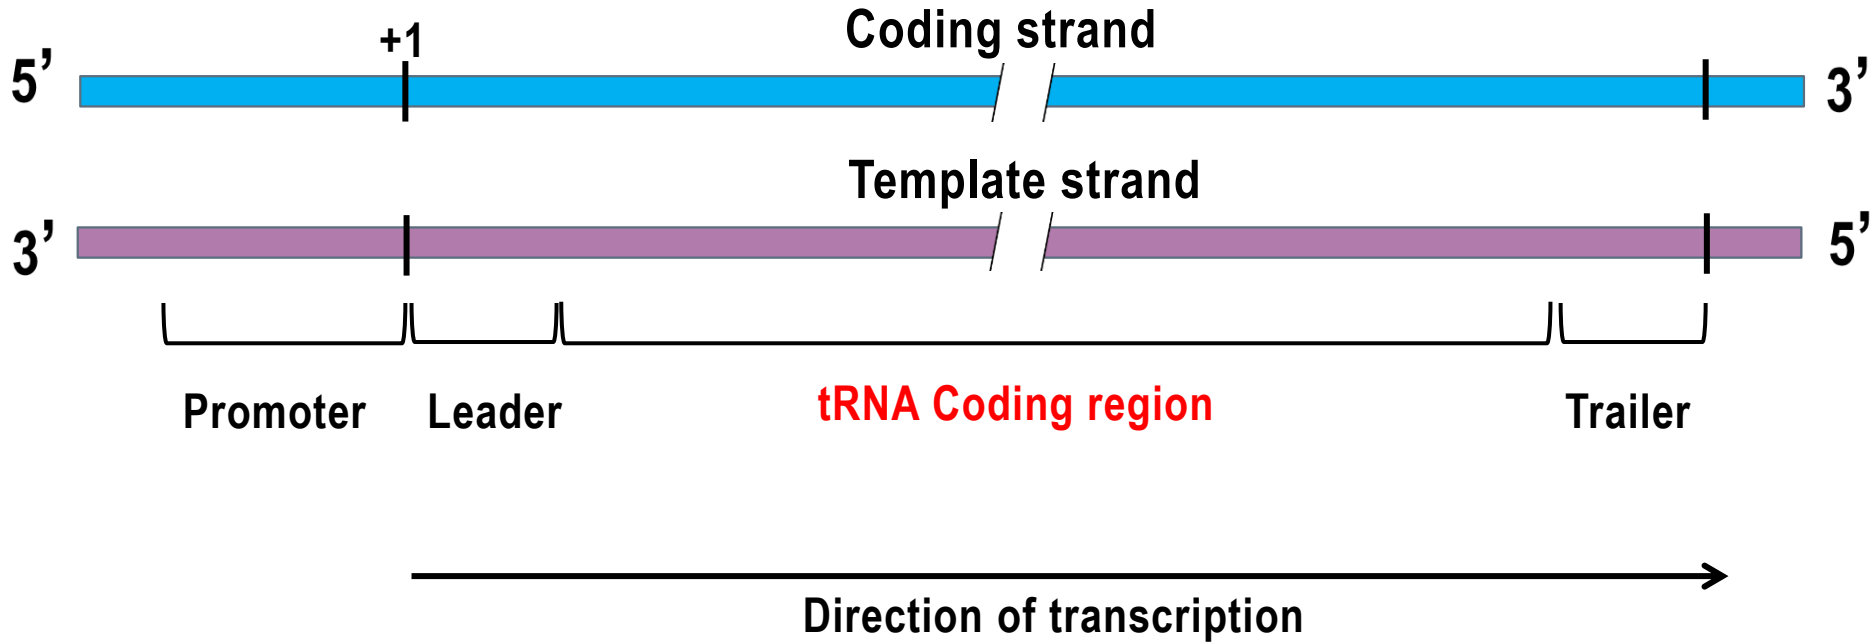 Coding strand
+1
5’
3’
Template strand
3’
5’
Promoter
Leader
tRNA Coding region
Trailer
Direction of transcription